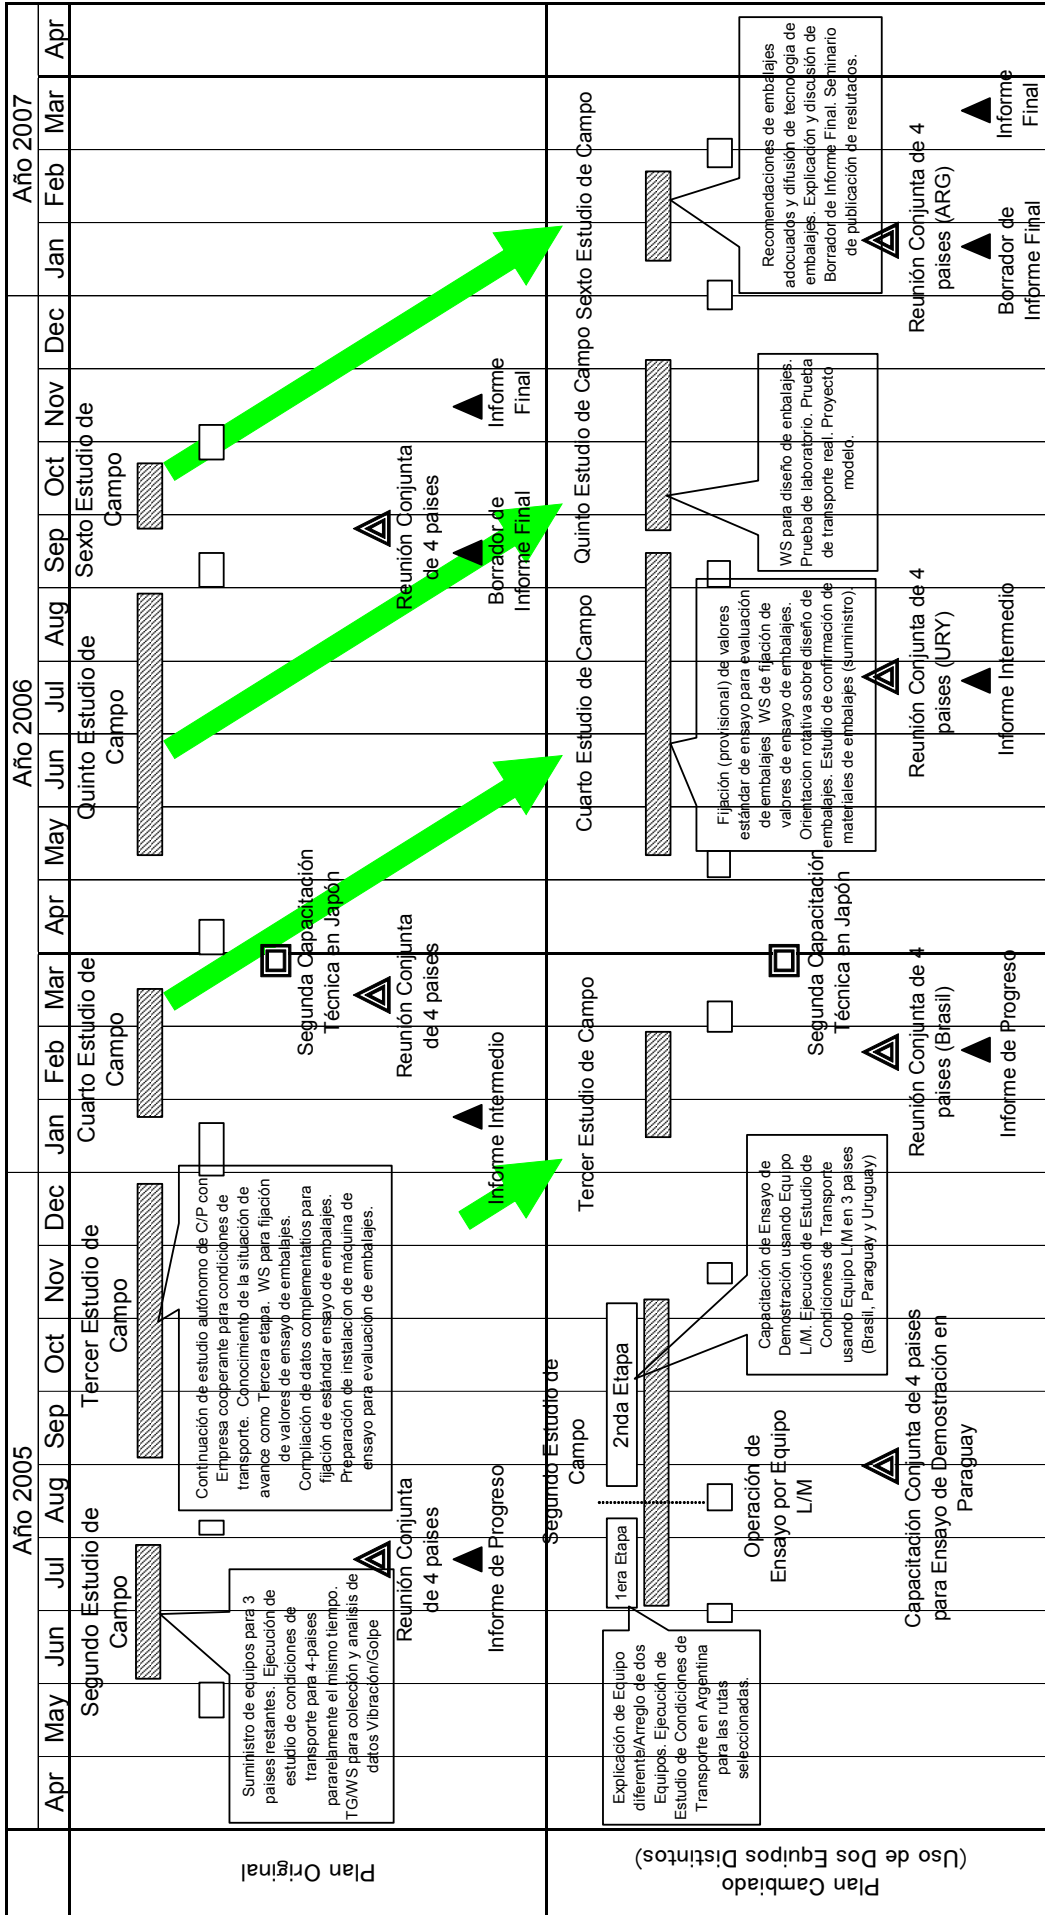 Año 2005
Año 2006
Año 2007
Apr
May
Jun
Jul
Aug
Sep
Oct
Nov
Dec
Jan
Feb
Mar
Apr
May
Jun
Jul
Aug
Sep
Oct
Nov
Dec
Jan
Feb
Mar
Apr
Plan Original
Segundo Estudio de
Campo
Tercer Estudio de
Campo
Cuarto Estudio de
Campo
Quinto Estudio de
Campo
Sexto Estudio de
Campo
Suministro de equipos para 3
paises restantes. Ejecución de
estudio de condiciones de
transporte para 4-paises
pararelamente el mismo tiempo.
TG/WS para colección y analisis de
datos Vibración/Golpe
Continuación de estudio autónomo de C/P con
Empresa cooperante para condiciones de
transporte. Conocimiento de la situación de
avance como Tercera etapa. WS para fijación
de valores de ensayo de embalajes.
Compliación de datos complementatios para
fijación de estándar ensayo de embalajes.
Preparación de instalacion de máquina de
ensayo para evaluación de embalajes.
Segunda Capacitación
Técnica en Japón
Reunión Conjunta
de 4 paises
Reunión Conjunta
de 4 paises
Reunión Conjunta
de 4 paises
Informe de Progreso
Informe Intermedio
Borrador de
Informe Final
Informe
Final
Plan Cambiado
(Uso de Dos Equipos Distintos)
Segundo Estudio de
Campo
Tercer Estudio de Campo
Cuarto Estudio de Campo
Quinto Estudio de Campo
Sexto Estudio de Campo
1era Etapa
2nda Etapa
Explicación de Equipo
diferente/Arreglo de dos
Equipos. Ejecución de
Estudio de Condiciones de
Transporte en Argentina
para las rutas
seleccionadas.
Operación de
Ensayo por Equipo
L/M
Capacitación de Ensayo de
Demostración usando Equipo
L/M. Ejecución de Estudio de
Condiciones de Transporte
usando Equipo L/M en 3 paises
(Brasil, Paraguay y Uruguay)
Segunda Capacitación
Técnica en Japón
Fijación (provisional) de valores
estándar de ensayo para evaluación
de embalajes WS de fijación de
valores de ensayo de embalajes.
Orientacion rotativa sobre diseño de
embalajes. Estudio de confirmación de
materiales de embalajes (suministro).
WS para diseño de enbalajes.
Prueba de laboratorio. Prueba
de transporte real. Proyecto
modelo.
Recomendaciones de embalajes
adocuados y difusión de tecnologia de
embalajes. Explicación y discusión de
Borrador de Informe Final. Seminario
de publicación de reslutados.
Capacitación Conjunta de 4 paises
para Ensayo de Demostración en
Paraguay
Reunión Conjunta de 4
paises (Brasil)
Reunión Conjunta de 4
paises (URY)
Reunión Conjunta de 4
paises (ARG)
Informe de Progreso
Informe Intermedio
Borrador de
Informe Final
Informe
Final